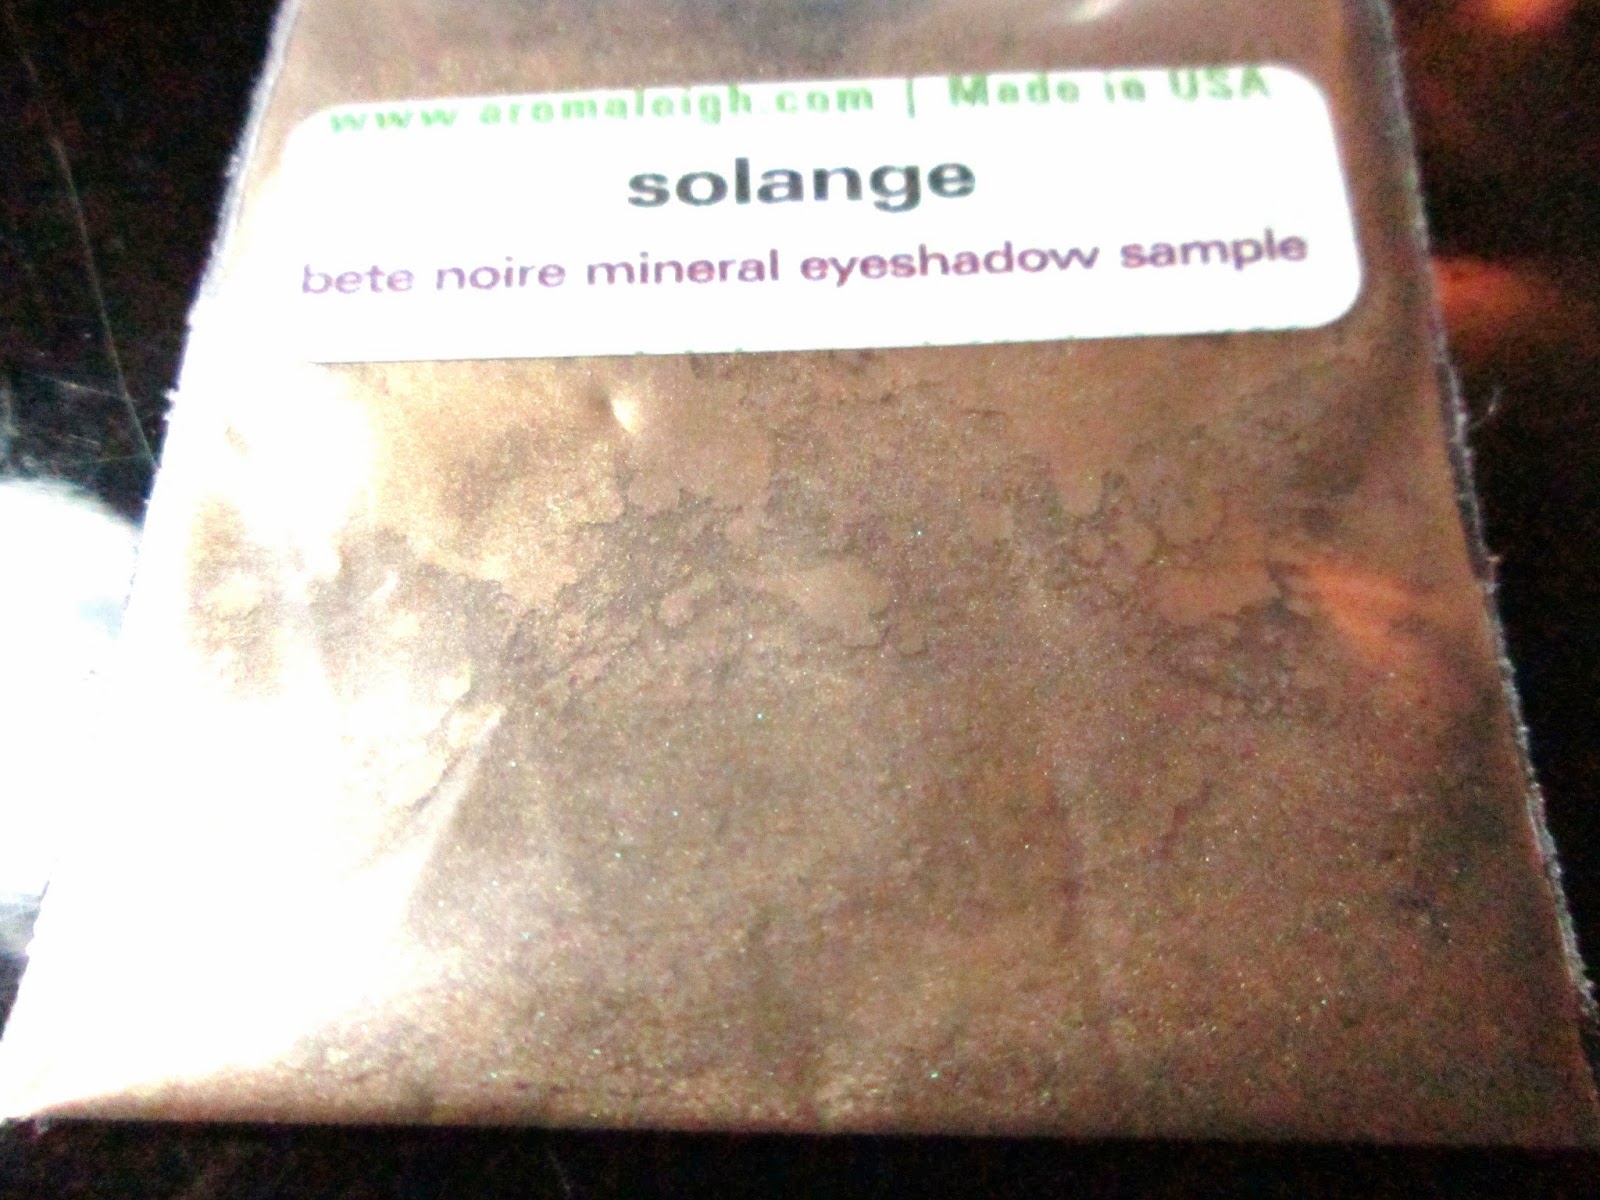 www.aromaleigh.com | Made in USA
solange
bete noire mineral eyeshadow sample